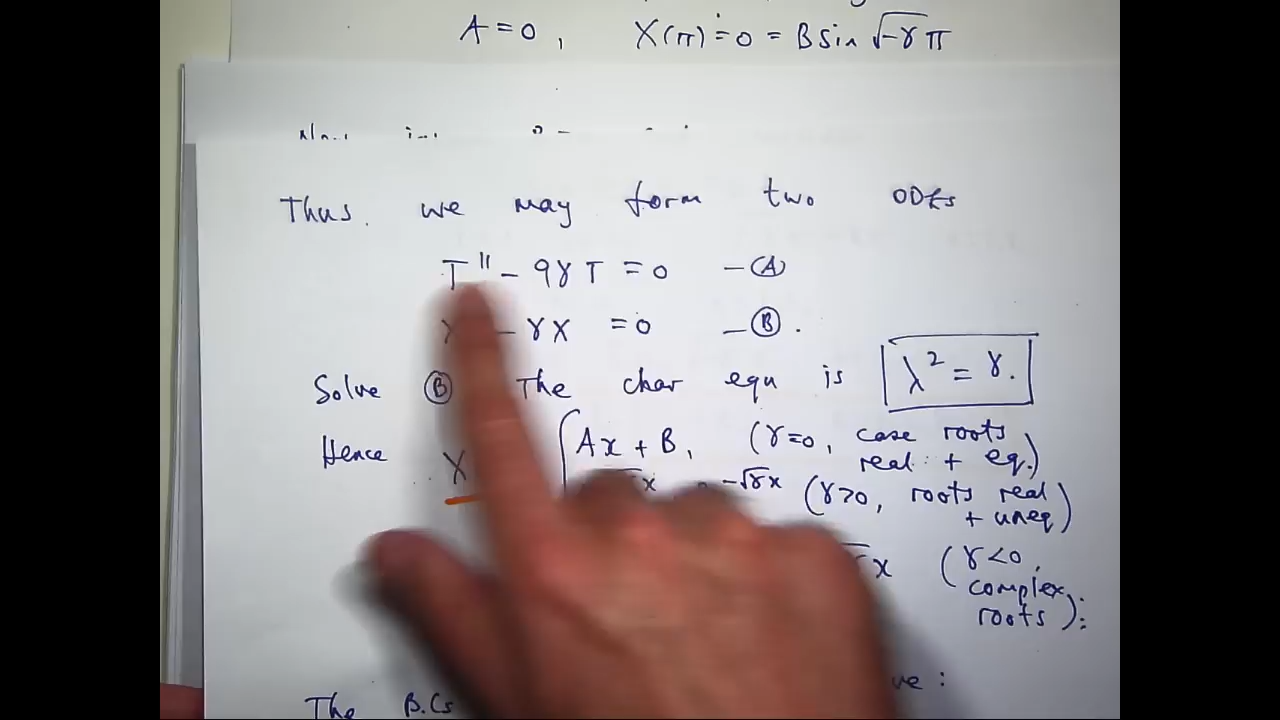 A = 0 , X(π) = 0 = B sin √-γ π
Thus. we may form two ODEs
T'' - 9γ T = 0 - Ⓐ
- γX = 0 - Ⓑ .
Solve Ⓑ The char equ is λ² = γ.
Hence X Ax + B, (γ=0, case roots real + eq.)
x -√γx (γ>0, roots real + uneq)
x (γ<0, complex roots).
The B.Cs :